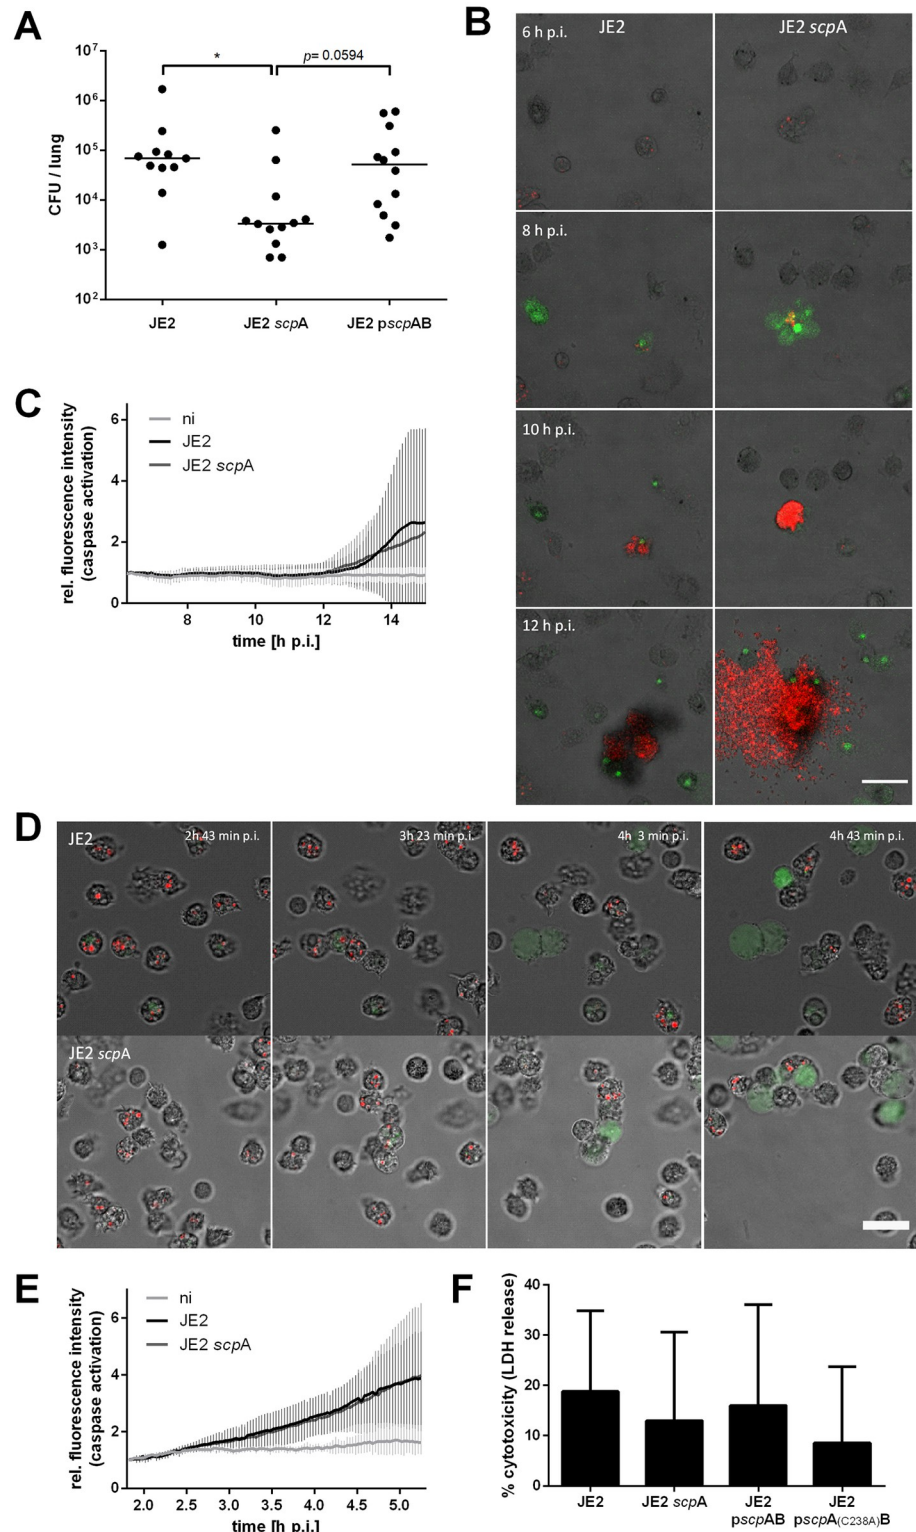 A
10⁷
10⁶
10⁵
10⁴
10³
10²
CFU / lung
*
p= 0.0594
JE2
JE2 scpA
JE2 pscpAB
B
JE2
JE2 scpA
6 h p.i.
8 h p.i.
10 h p.i.
12 h p.i.
C
rel. fluorescence intensity
(caspase activation)
6
4
2
0
ni
JE2
JE2 scpA
8
10
12
14
time [h p.i.]
D
JE2
2h 43 min p.i.
3h 23 min p.i.
4h 3 min p.i.
4h 43 min p.i.
JE2 scpA
E
rel. fluorescence intensity
(caspase activation)
6
4
2
0
ni
JE2
JE2 scpA
2.0
2.5
3.0
3.5
4.0
4.5
5.0
time [h p.i.]
F
% cytotoxicity (LDH release)
40
30
20
10
0
JE2
JE2 scpA
JE2
pscpAB
JE2
pscpA(C238A)B